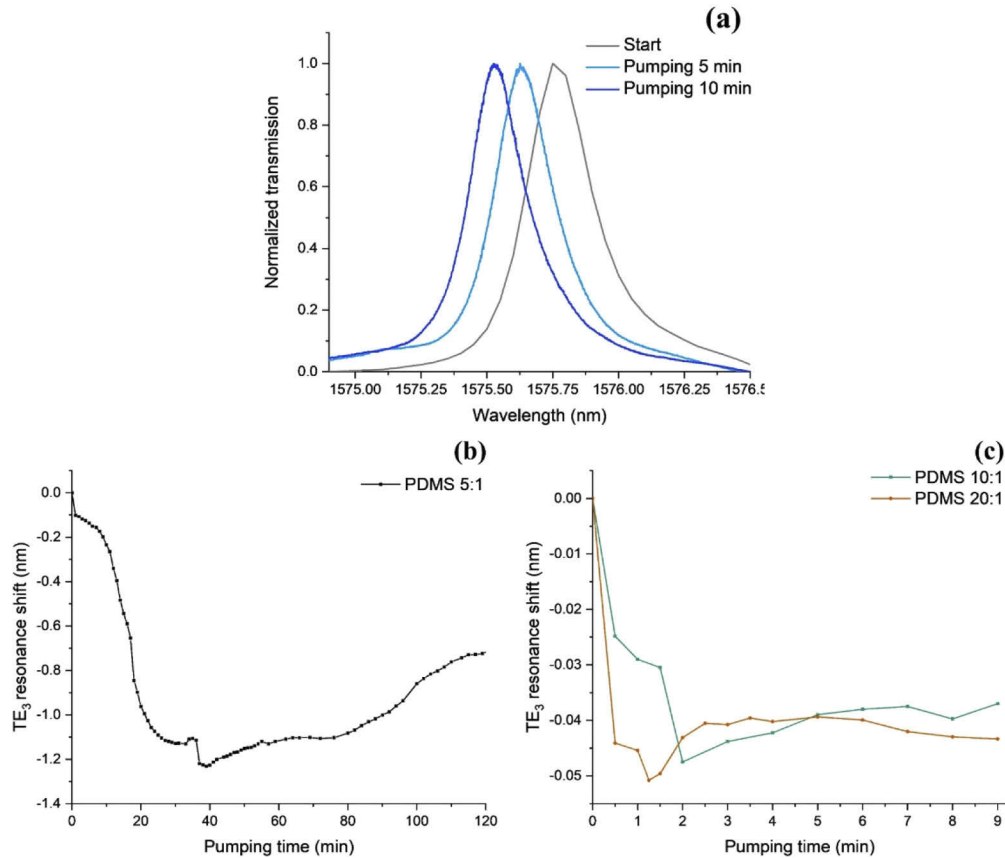 (a)
Start
Pumping 5 min
Pumping 10 min
Normalized transmission
1.0
0.8
0.6
0.4
0.2
0.0
1575.00 1575.25 1575.50 1575.75 1576.00 1576.25 1576.5
Wavelength (nm)
(b)
PDMS 5:1
TE₃ resonance shift (nm)
0.0
-0.2
-0.4
-0.6
-0.8
-1.0
-1.2
-1.4
0 20 40 60 80 100 120
Pumping time (min)
(c)
PDMS 10:1
PDMS 20:1
TE₃ resonance shift (nm)
0.00
-0.01
-0.02
-0.03
-0.04
-0.05
0 1 2 3 4 5 6 7 8 9
Pumping time (min)